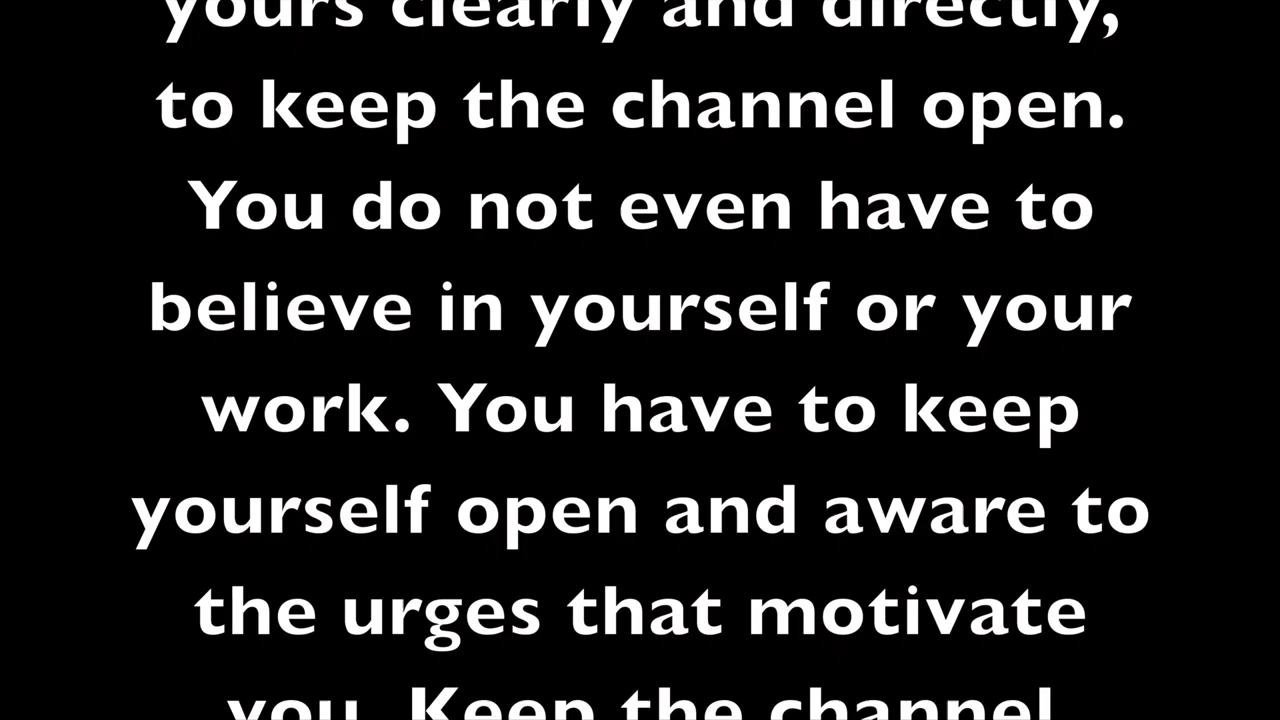 yours clearly and directly,
to keep the channel open.
You do not even have to
believe in yourself or your
work. You have to keep
yourself open and aware to
the urges that motivate
you. Keep the channel